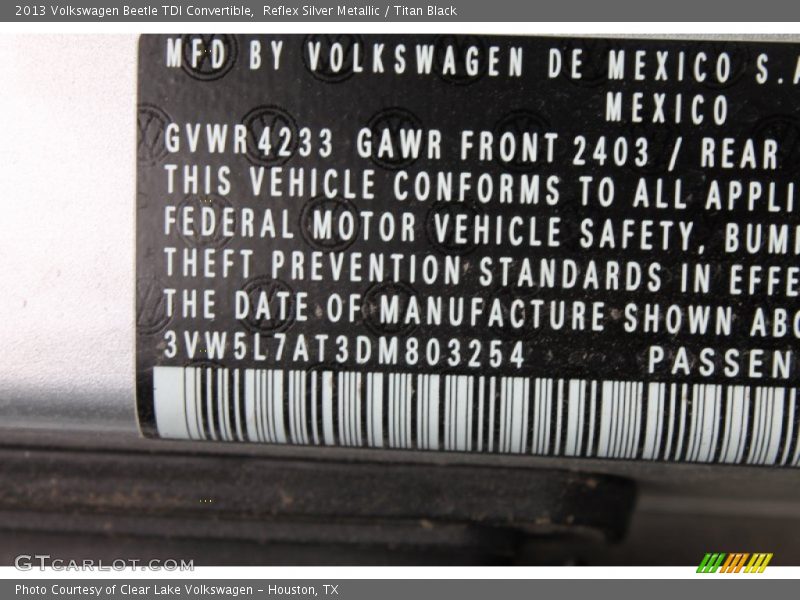 2013 Volkswagen Beetle TDI Convertible,  Reflex Silver Metallic / Titan Black
MFD BY VOLKSWAGEN DE MEXICO S.A
MEXICO
GVWR 4233 GAWR FRONT 2403 / REAR
THIS VEHICLE CONFORMS TO ALL APPLI
FEDERAL MOTOR VEHICLE SAFETY, BUMP
THEFT PREVENTION STANDARDS IN EFFE
THE DATE OF MANUFACTURE SHOWN ABO
3VW5L7AT3DM803254 PASSEN
GTCARLOT.COM
Photo Courtesy of Clear Lake Volkswagen – Houston, TX